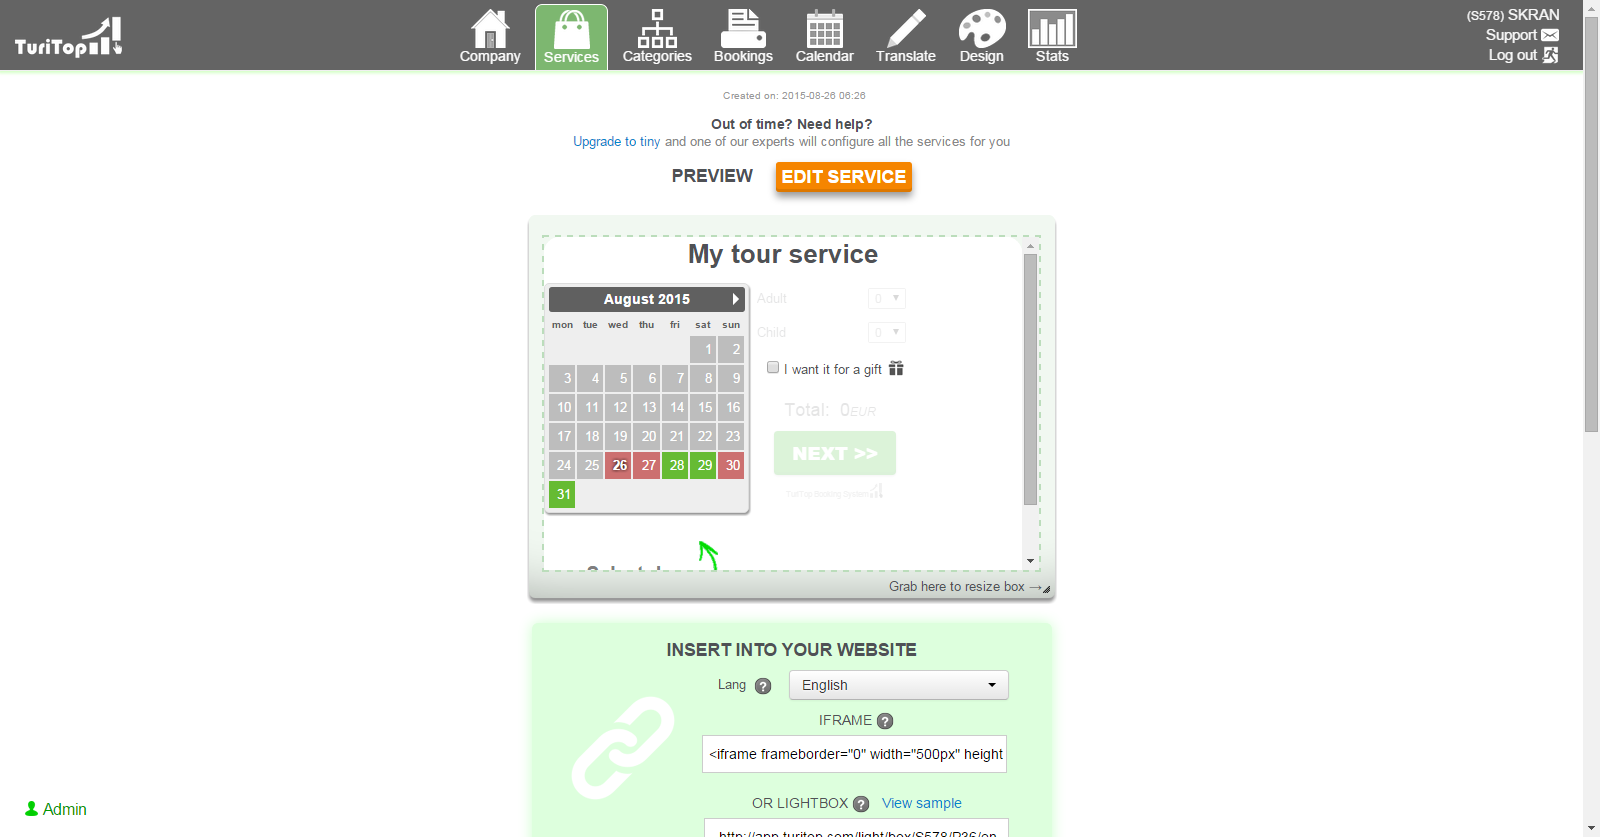 TuriTop
Company
Services
Categories
Bookings
Calendar
Translate
Design
Stats
(S578) SKRAN
Support
Log out
Created on: 2015-08-26 06:26
Out of time? Need help?
Upgrade to tiny and one of our experts will configure all the services for you
PREVIEW
EDIT SERVICE
My tour service
August 2015
mon tue wed thu fri sat sun
1 2
3 4 5 6 7 8 9
10 11 12 13 14 15 16
17 18 19 20 21 22 23
24 25 26 27 28 29 30
31
Adult 0
Child 0
I want it for a gift
Total: 0EUR
NEXT >>
TuriTop Booking System
Grab here to resize box →
INSERT INTO YOUR WEBSITE
Lang ? English
IFRAME ?
<iframe frameborder="0" width="500px" height
OR LIGHTBOX ? View sample
http://app.turitop.com/light/box/S578/P36/en
Admin